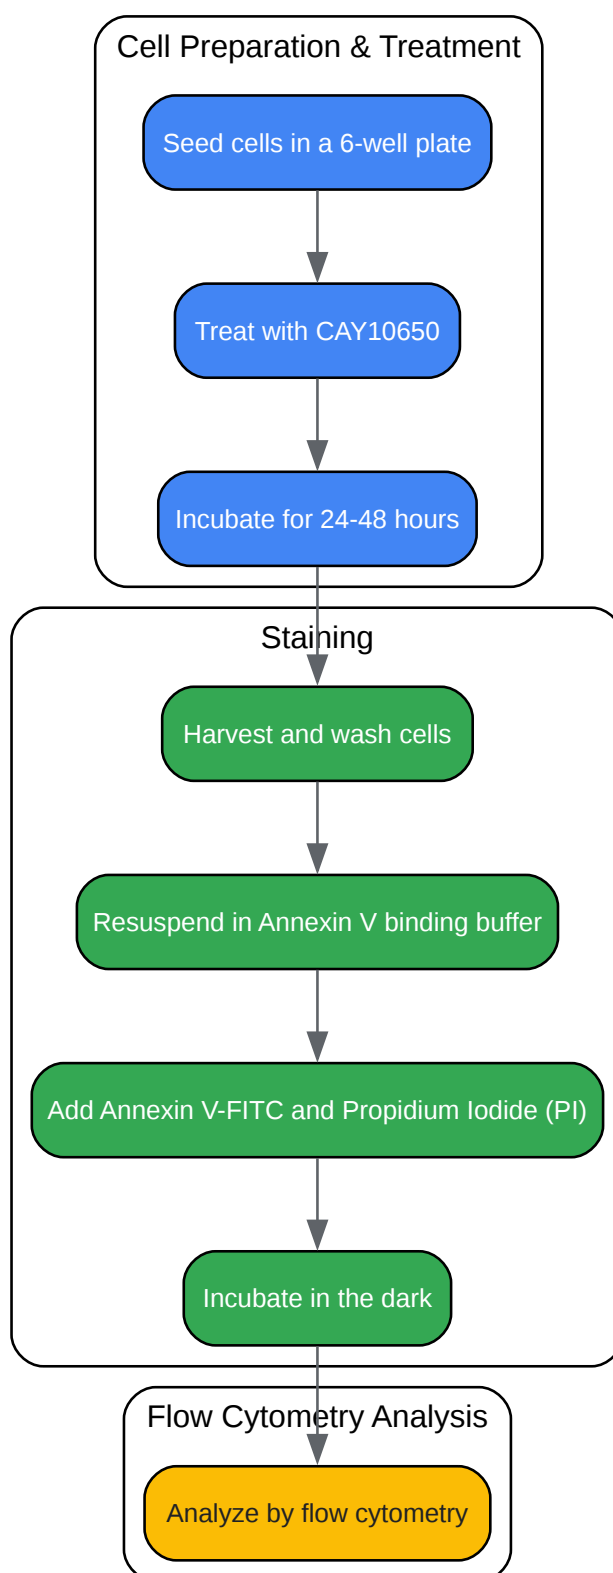 Cell Preparation & Treatment
Seed cells in a 6-well plate
Treat with CAY10650
Incubate for 24-48 hours
Staining
Harvest and wash cells
Resuspend in Annexin V binding buffer
Add Annexin V-FITC and Propidium Iodide (PI)
Incubate in the dark
Flow Cytometry Analysis
Analyze by flow cytometry